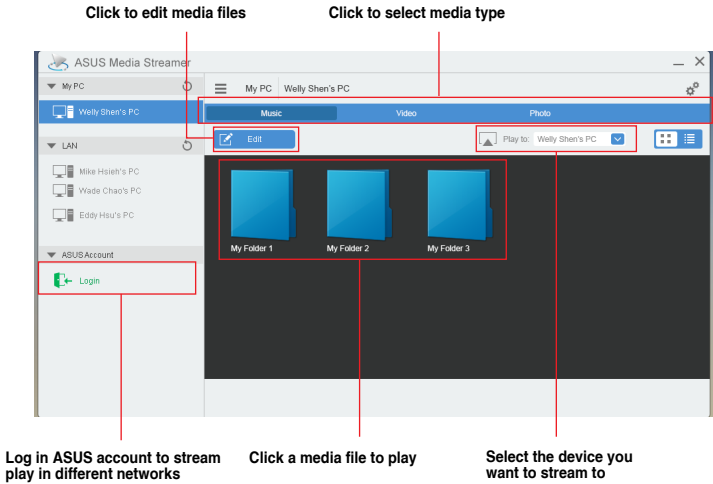 Click to edit media files
Click to select media type
ASUS Media Streamer
My PC
My PC Welly Shen's PC
Welly Shen's PC
Music Video Photo
Edit
Play to: Welly Shen's PC
LAN
Mike Hsieh's PC
Wade Chao's PC
Eddy Hsu's PC
My Folder 1 My Folder 2 My Folder 3
ASUS Account
Login
Log in ASUS account to stream
play in different networks
Click a media file to play
Select the device you
want to stream to